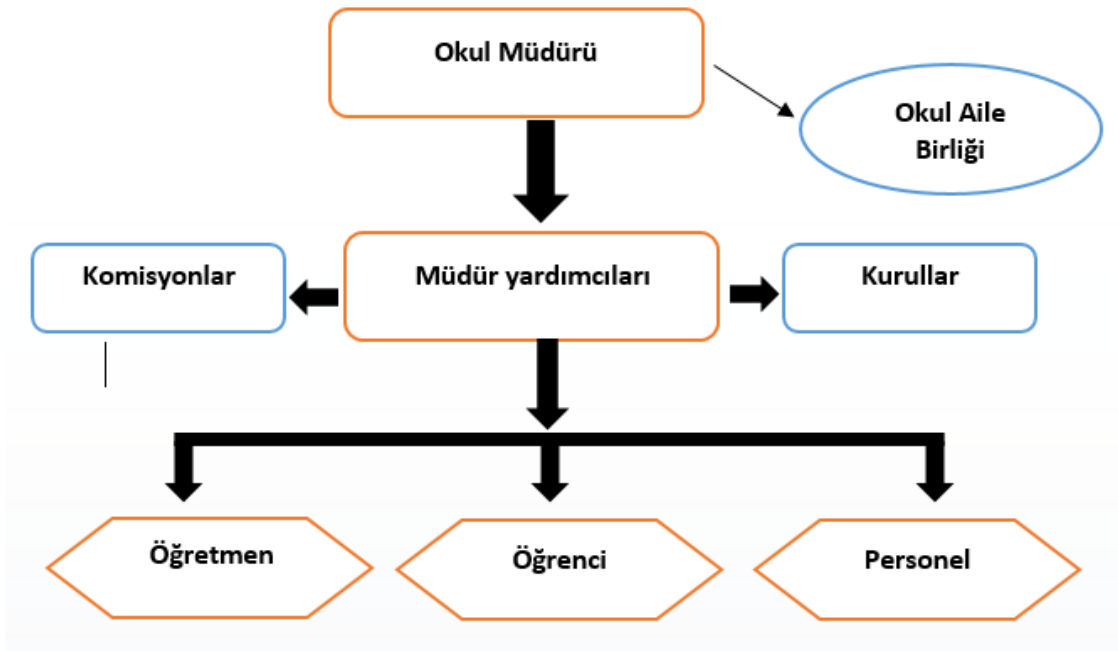 Okul Müdürü
Okul Aile
Birliği
Komisyonlar
Müdür yardımcıları
Kurullar
Öğretmen
Öğrenci
Personel